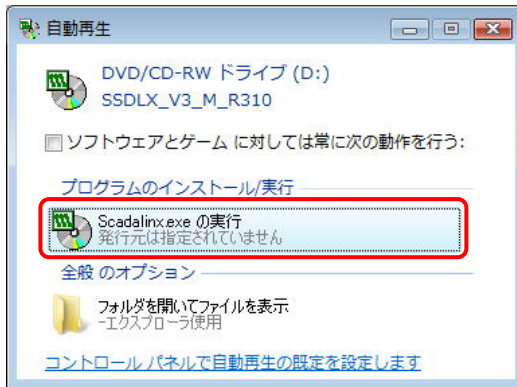 自動再生
DVD/CD-RW ドライブ (D:)
SSDLX_V3_M_R310
ソフトウェアとゲーム に対しては常に次の動作を行う:
プログラムのインストール/実行
Scadalinx.exe の実行
発行元は指定されていません
全般 のオプション
フォルダを開いてファイルを表示
-エクスプローラ使用
コントロール パネルで自動再生の既定を設定します